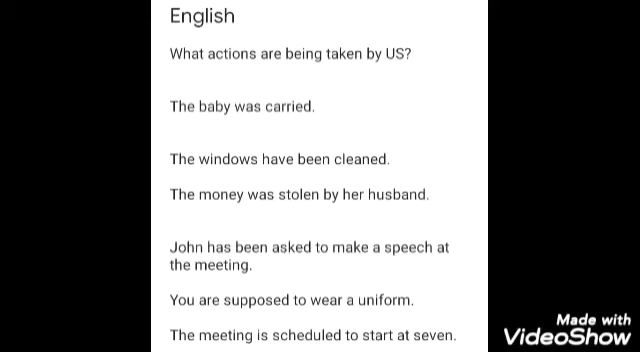 English
What actions are being taken by US?
The baby was carried.
The windows have been cleaned.
The money was stolen by her husband.
John has been asked to make a speech at
the meeting.
You are supposed to wear a uniform.
The meeting is scheduled to start at seven.
Made with
VideoShow